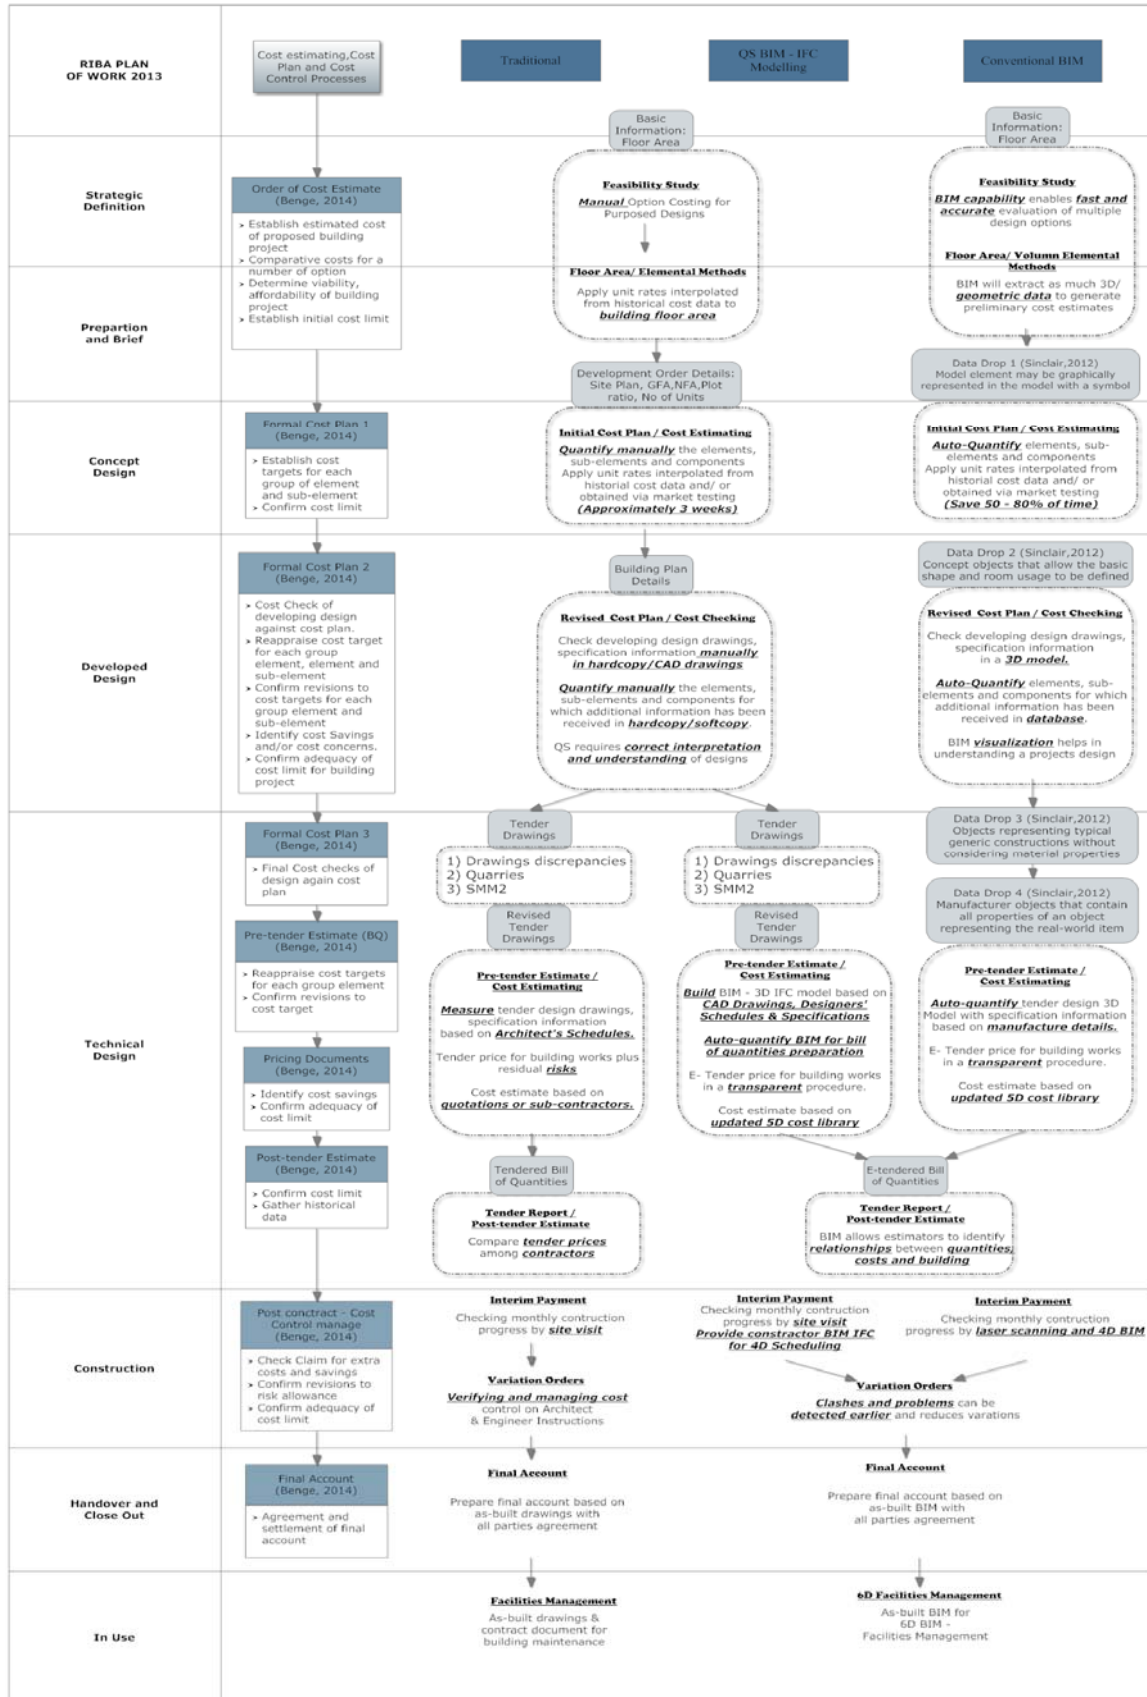 RIBA PLAN
OF WORK 2013
Cost estimating,Cost
Plan and Cost
Control Processes
Traditional
QS BIM - IFC
Modelling
Conventional BIM
Basic
Information:
Floor Area
Basic
Information:
Floor Area
Strategic
Definition
Order of Cost Estimate
(Benge, 2014)
> Establish estimated cost
of proposed building
project
> Comparative costs for a
number of option
> Determine viability,
affordability of building
project
> Establish initial cost limit
Feasibility Study
Manual Option Costing for
Purposed Designs
Floor Area/ Elemental Methods
Apply unit rates interpolated
from historical cost data to
building floor area
Feasibility Study
BIM capability enables fast and
accurate evaluation of multiple
design options
Floor Area/ Volumn Elemental
Methods
BIM will extract as much 3D/
geometric data to generate
preliminary cost estimates
Prepartion
and Brief
Development Order Details:
Site Plan, GFA,NFA,Plot
ratio, No of Units
Data Drop 1 (Sinclair,2012)
Model element may be graphically
represented in the model with a symbol
Concept
Design
Formal Cost Plan 1
(Benge, 2014)
> Establish cost
targets for each
group of element
and sub-element
> Confirm cost limit
Initial Cost Plan / Cost Estimating
Quantify manually the elements,
sub-elements and components
Apply unit rates interpolated from
historial cost data and/ or
obtained via market testing
(Approximately 3 weeks)
Initial Cost Plan / Cost Estimating
Auto-Quantify elements, sub-
elements and components
Apply unit rates interpolated from
historial cost data and/ or
obtained via market testing
(Save 50 - 80% of time)
Developed
Design
Formal Cost Plan 2
(Benge, 2014)
> Cost Check of
developing design
against cost plan.
> Reappraise cost target
for each group
element, element and
sub-element
> Confirm revisions to
cost targets for each
group element and
sub-element
> Identify cost Savings
and/or cost concerns.
> Confirm adequacy of
cost limit for building
project
Building Plan
Details
Revised Cost Plan / Cost Checking
Check developing design drawings,
specification information manually
in hardcopy/CAD drawings
Quantify manually the elements,
sub-elements and components for
which additional information has been
received in hardcopy/softcopy.
QS requires correct interpretation
and understanding of designs
Data Drop 2 (Sinclair,2012)
Concept objects that allow the basic
shape and room usage to be defined
Revised Cost Plan / Cost Checking
Check developing design drawings,
specification information
in a 3D model.
Auto-Quantify elements, sub-
elements and components for which
additional information has been
received in database.
BIM visualization helps in
understanding a projects design
Technical
Design
Formal Cost Plan 3
(Benge, 2014)
> Final Cost checks of
design again cost
plan
Pre-tender Estimate (BQ)
(Benge, 2014)
> Reappraise cost targets
for each group element
> Confirm revisions to
cost target
Pricing Documents
(Benge, 2014)
> Identify cost savings
> Confirm adequacy of
cost limit
Post-tender Estimate
(Benge, 2014)
> Confirm cost limit
> Gather historical
data
Tender
Drawings
1) Drawings discrepancies
2) Quarries
3) SMM2
Revised
Tender
Drawings
Pre-tender Estimate /
Cost Estimating
Measure tender design drawings,
specification information
based on Architect's Schedules.
Tender price for building works plus
residual risks
Cost estimate based on
quotations or sub-contractors.
Tendered Bill
of Quantities
Tender Report /
Post-tender Estimate
Compare tender prices
among contractors
Tender
Drawings
1) Drawings discrepancies
2) Quarries
3) SMM2
Revised
Tender
Drawings
Pre-tender Estimate /
Cost Estimating
Build BIM - 3D IFC model based on
CAD Drawings, Designers'
Schedules & Specifications
Auto-quantify BIM for bill
of quantities preparation
E- Tender price for building works
in a transparent procedure.
Cost estimate based on
updated 5D cost library
Data Drop 3 (Sinclair,2012)
Objects representing typical
generic constructions without
considering material properties
Data Drop 4 (Sinclair,2012)
Manufacturer objects that contain
all properties of an object
representing the real-world item
Pre-tender Estimate /
Cost Estimating
Auto-quantify tender design 3D
Model with specification information
based on manufacture details.
E- Tender price for building works
in a transparent procedure.
Cost estimate based on
updated 5D cost library
E-tendered Bill
of Quantities
Tender Report /
Post-tender Estimate
BIM allows estimators to identify
relationships between quantities,
costs and building
Construction
Post conctract - Cost
Control manage
(Benge, 2014)
> Check Claim for extra
costs and savings
> Confirm revisions to
risk allowance
> Confirm adequacy of
cost limit
Interim Payment
Checking monthly contruction
progress by site visit
Variation Orders
Verifying and managing cost
control on Architect
& Engineer Instructions
Interim Payment
Checking monthly contruction
progress by site visit
Provide constractor BIM IFC
for 4D Scheduling
Interim Payment
Checking monthly contruction
progress by laser scanning and 4D BIM
Variation Orders
Clashes and problems can be
detected earlier and reduces varations
Handover and
Close Out
Final Account
(Benge, 2014)
> Agreement and
settlement of final
account
Final Account
Prepare final account based on
as-built drawings with
all parties agreement
Final Account
Prepare final account based on
as-built BIM with
all parties agreement
In Use
Facilities Management
As-built drawings &
contract document for
building maintenance
6D Facilities Management
As-built BIM for
6D BIM -
Facilities Management